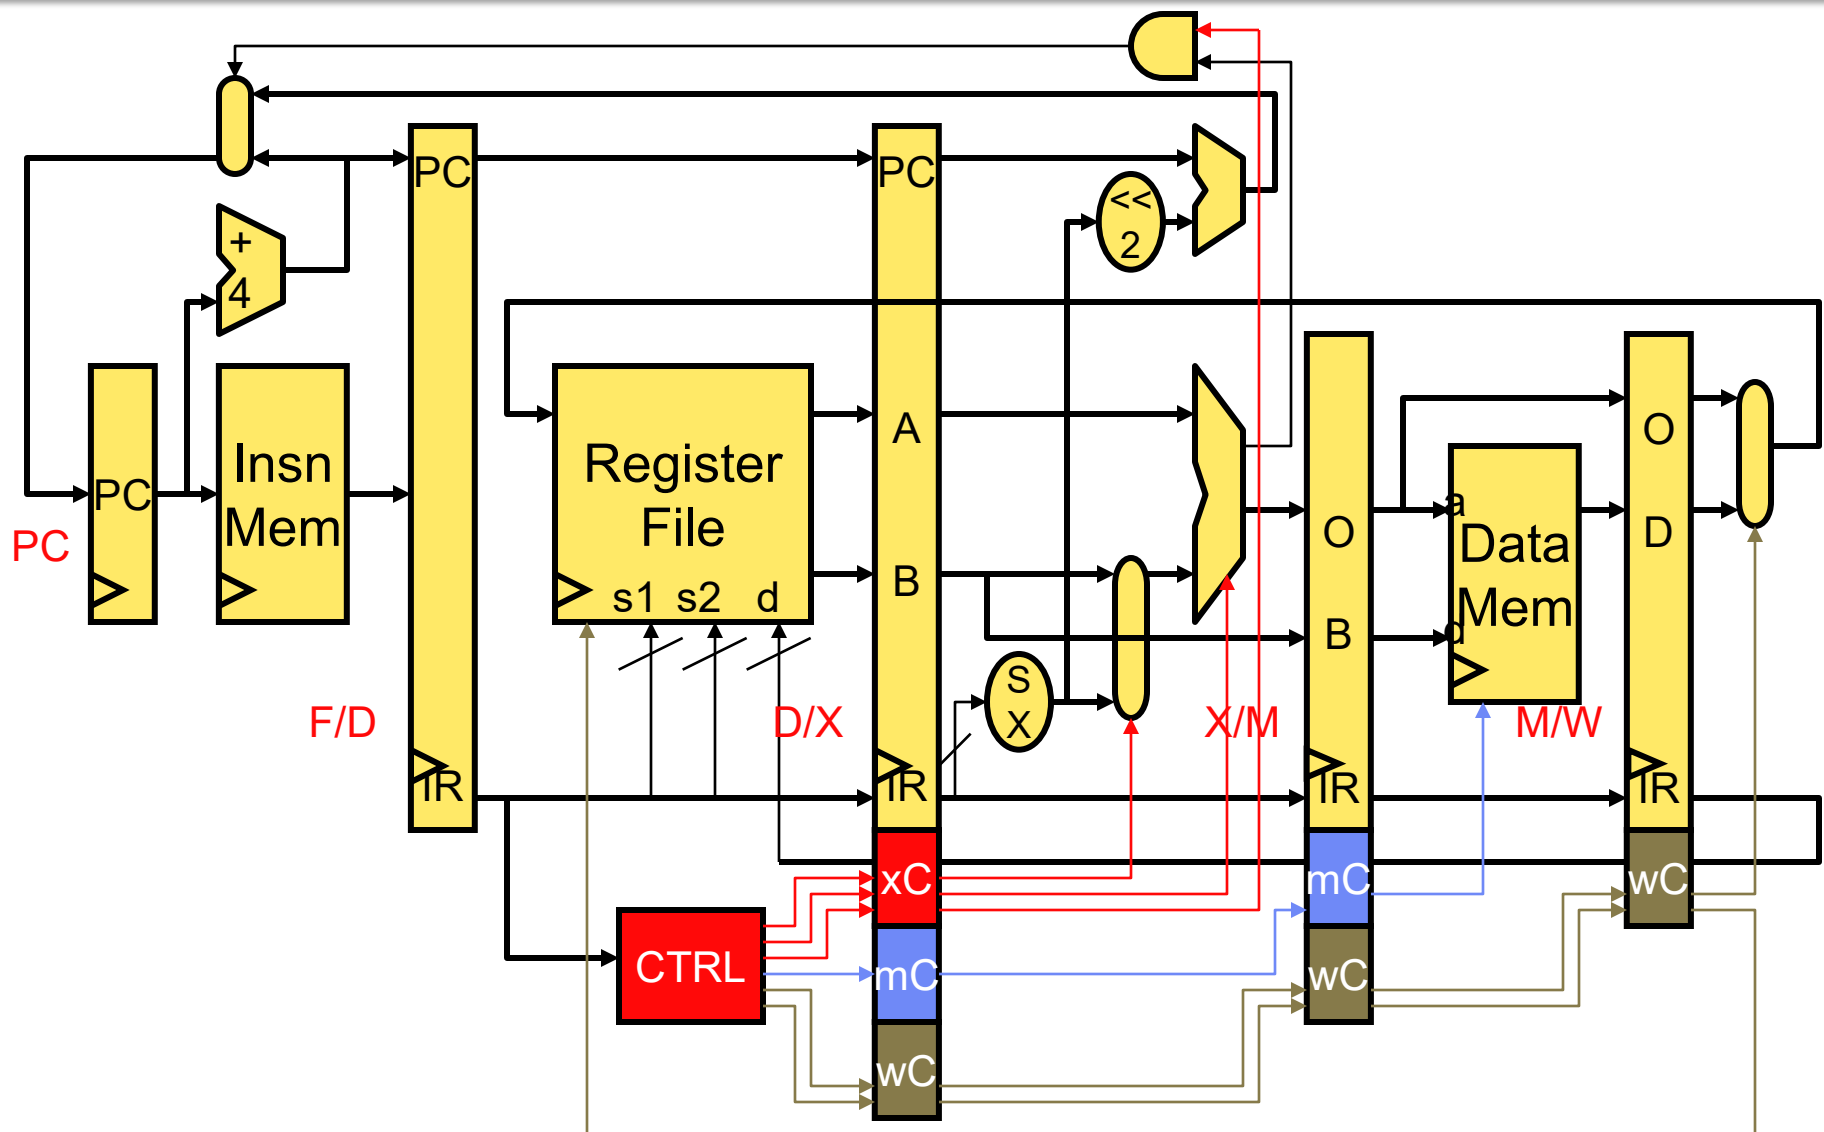 PC
PC
<<
2
+
4
A
O
Insn
Mem
Register
File
PC
PC
O
D
a
Data
Mem
d
B
s1 s2 d
B
S
X
F/D
D/X
X/M
M/W
IR
IR
IR
IR
xC
mC
wC
CTRL
mC
wC
wC